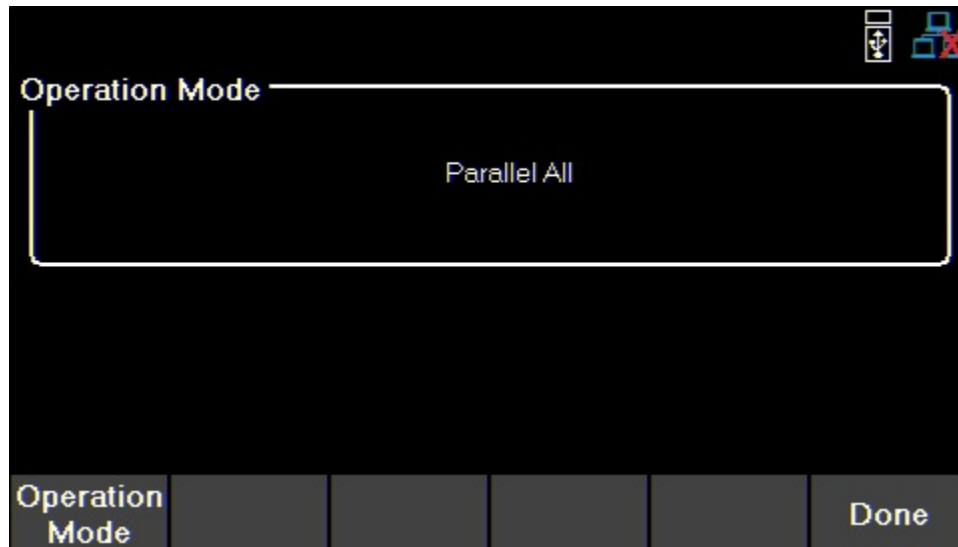 Operation Mode
Parallel All
Operation
Mode
Done